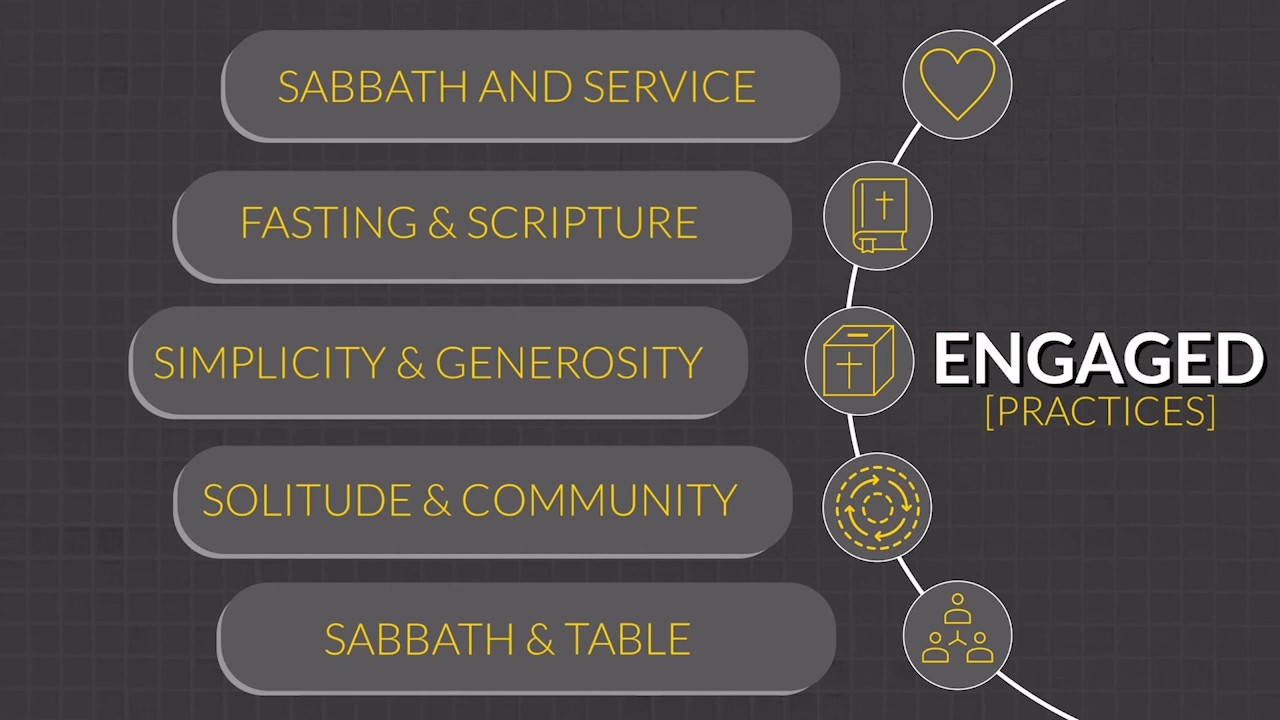 SABBATH AND SERVICE
FASTING & SCRIPTURE
SIMPLICITY & GENEROSITY
ENGAGED
[PRACTICES]
SOLITUDE & COMMUNITY
SABBATH & TABLE